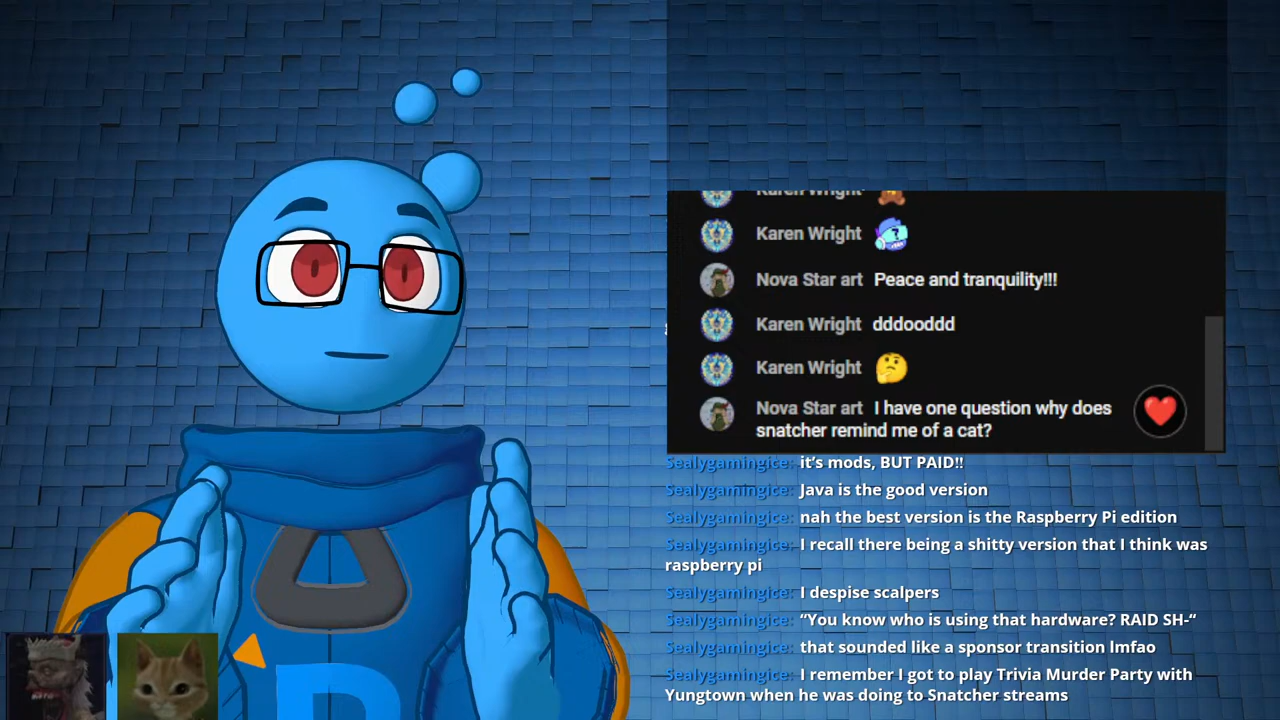 Karen Wright
Karen Wright
Nova Star art Peace and tranquility!!!
Karen Wright dddooddd
Karen Wright
Nova Star art I have one question why does
snatcher remind me of a cat?
Sealygamingice: it's mods, BUT PAID!!
Sealygamingice: Java is the good version
Sealygamingice: nah the best version is the Raspberry Pi edition
Sealygamingice: I recall there being a shitty version that I think was
raspberry pi
Sealygamingice: I despise scalpers
Sealygamingice: “You know who is using that hardware? RAID SH-“
Sealygamingice: that sounded like a sponsor transition lmfao
Sealygamingice: I remember I got to play Trivia Murder Party with
Yungtown when he was doing to Snatcher streams